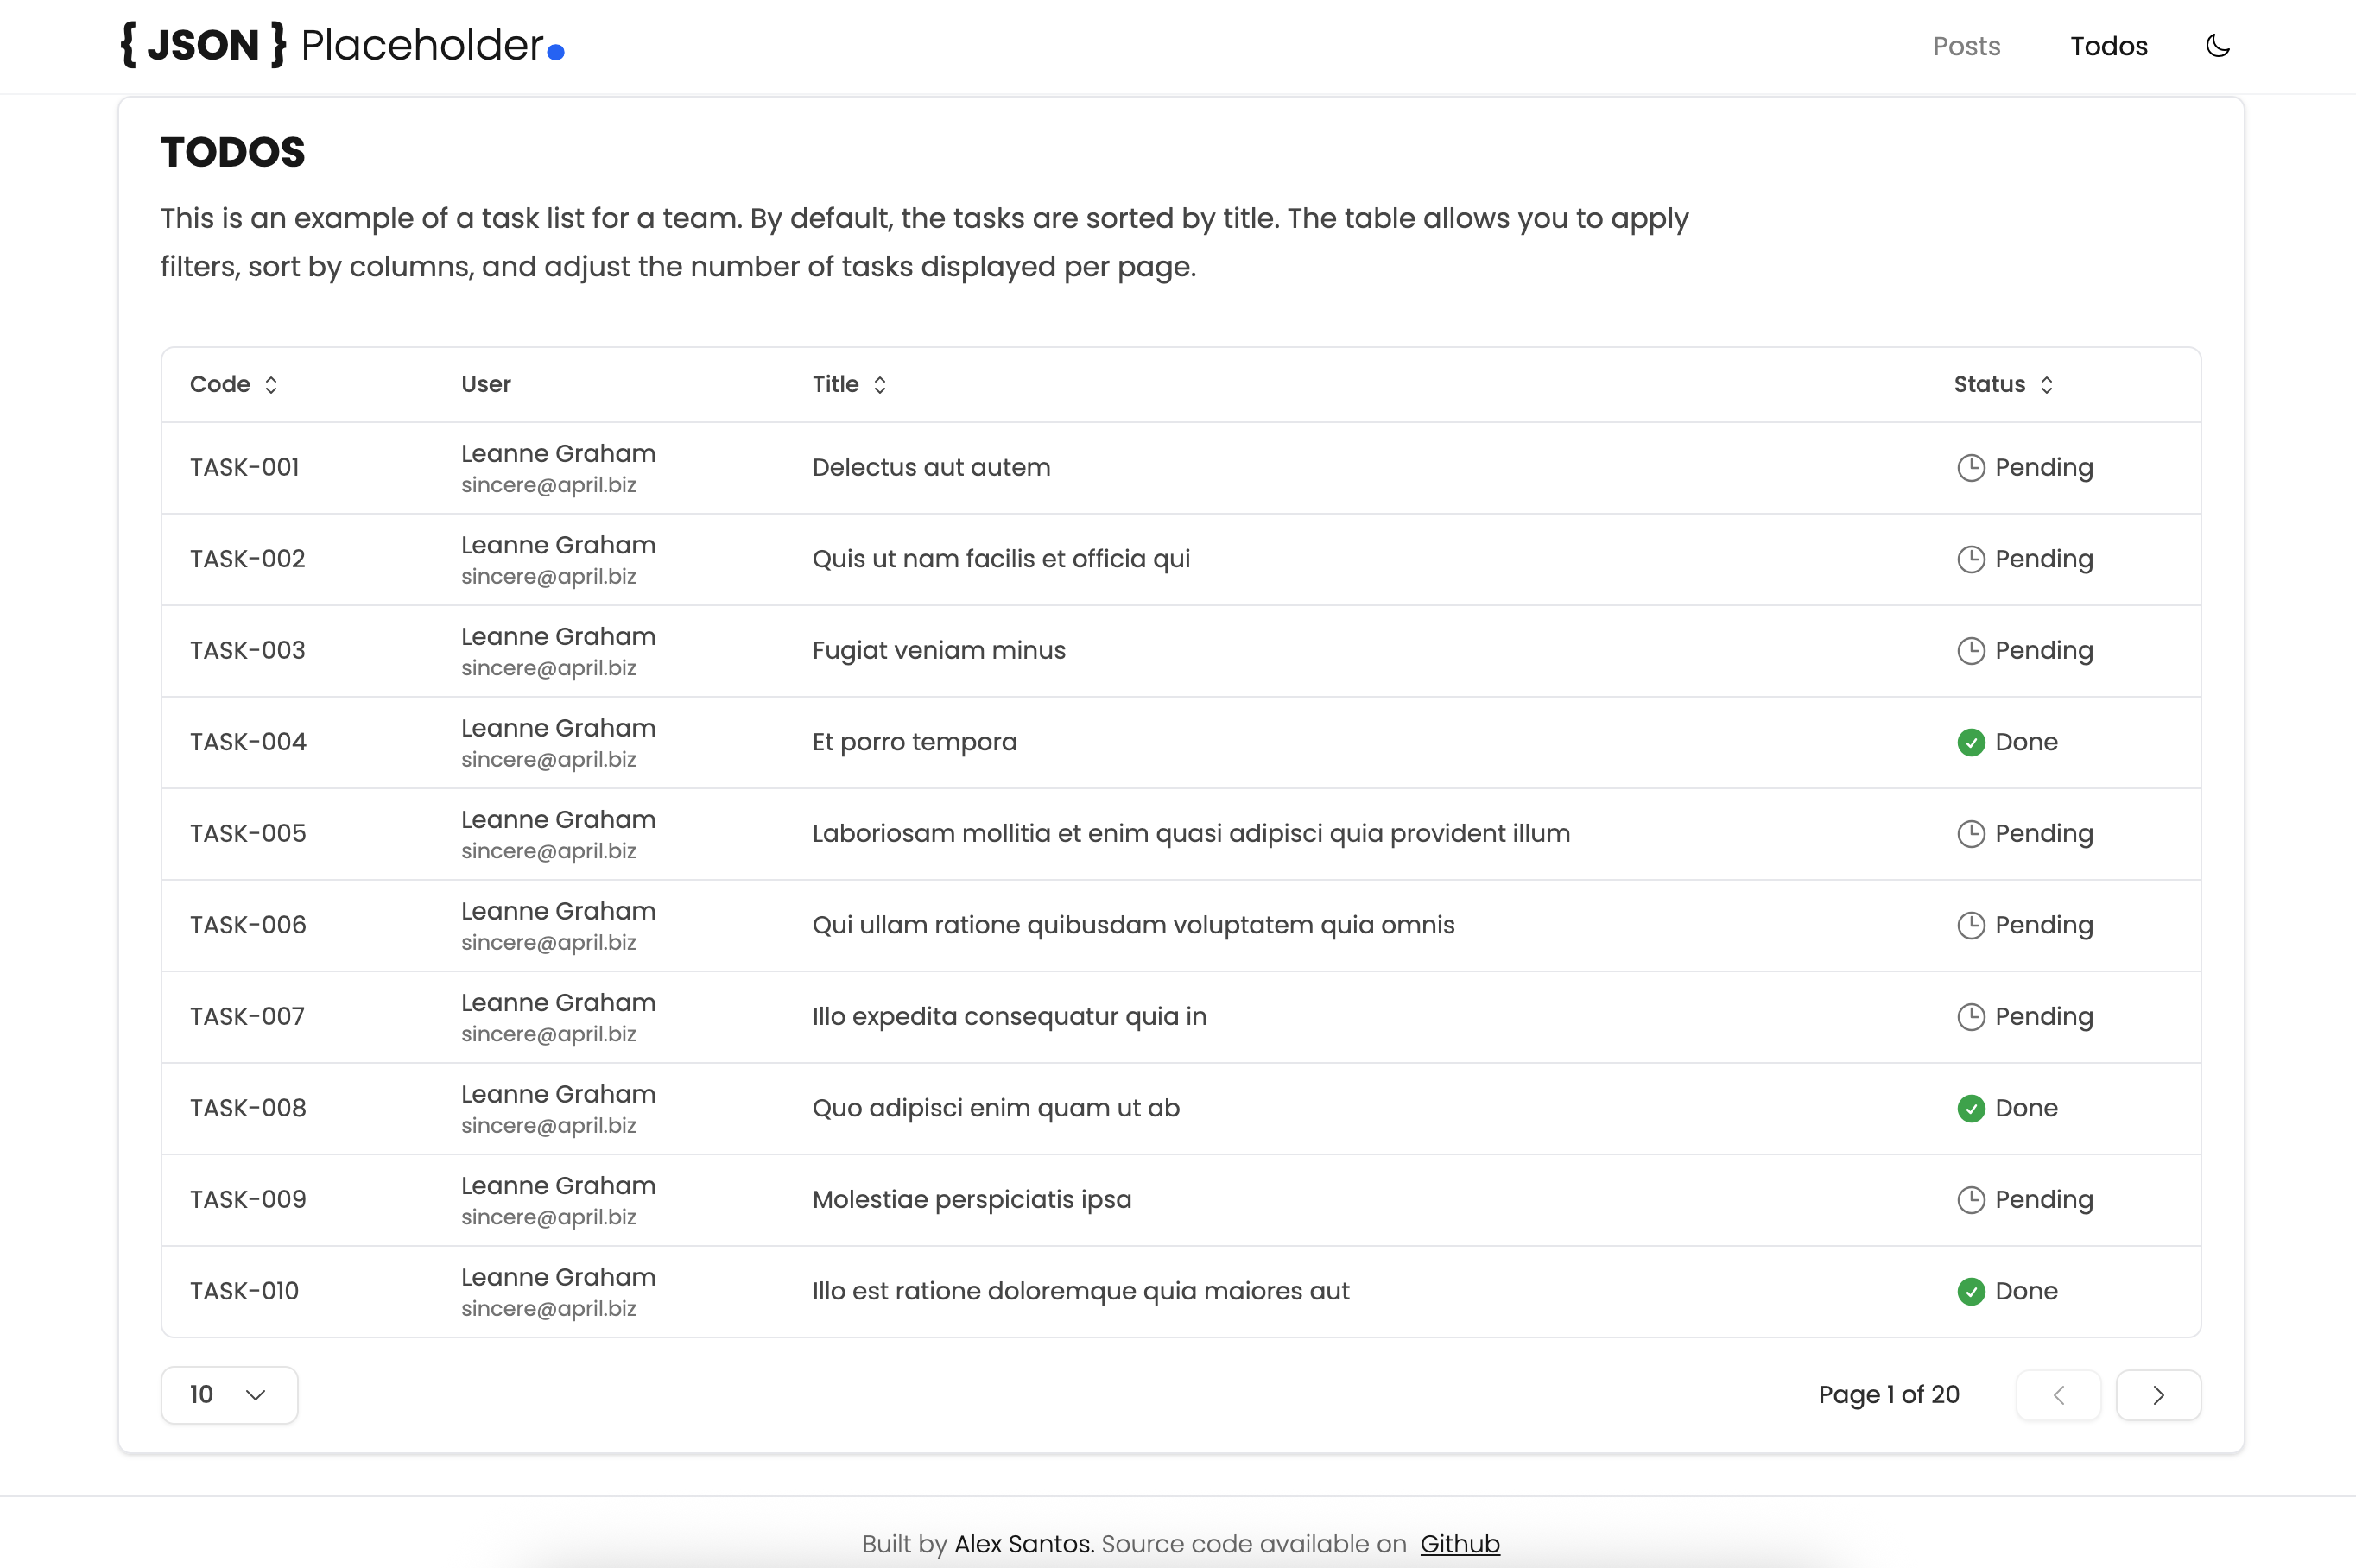 { JSON } Placeholder.
Posts
Todos
TODOS
This is an example of a task list for a team. By default, the tasks are sorted by title. The table allows you to apply
filters, sort by columns, and adjust the number of tasks displayed per page.
Code User Title Status
TASK-001 Leanne Graham Delectus aut autem Pending
sincere@april.biz
TASK-002 Leanne Graham Quis ut nam facilis et officia qui Pending
sincere@april.biz
TASK-003 Leanne Graham Fugiat veniam minus Pending
sincere@april.biz
TASK-004 Leanne Graham Et porro tempora Done
sincere@april.biz
TASK-005 Leanne Graham Laboriosam mollitia et enim quasi adipisci quia provident illum Pending
sincere@april.biz
TASK-006 Leanne Graham Qui ullam ratione quibusdam voluptatem quia omnis Pending
sincere@april.biz
TASK-007 Leanne Graham Illo expedita consequatur quia in Pending
sincere@april.biz
TASK-008 Leanne Graham Quo adipisci enim quam ut ab Done
sincere@april.biz
TASK-009 Leanne Graham Molestiae perspiciatis ipsa Pending
sincere@april.biz
TASK-010 Leanne Graham Illo est ratione doloremque quia maiores aut Done
sincere@april.biz
10
Page 1 of 20
Built by Alex Santos. Source code available on Github